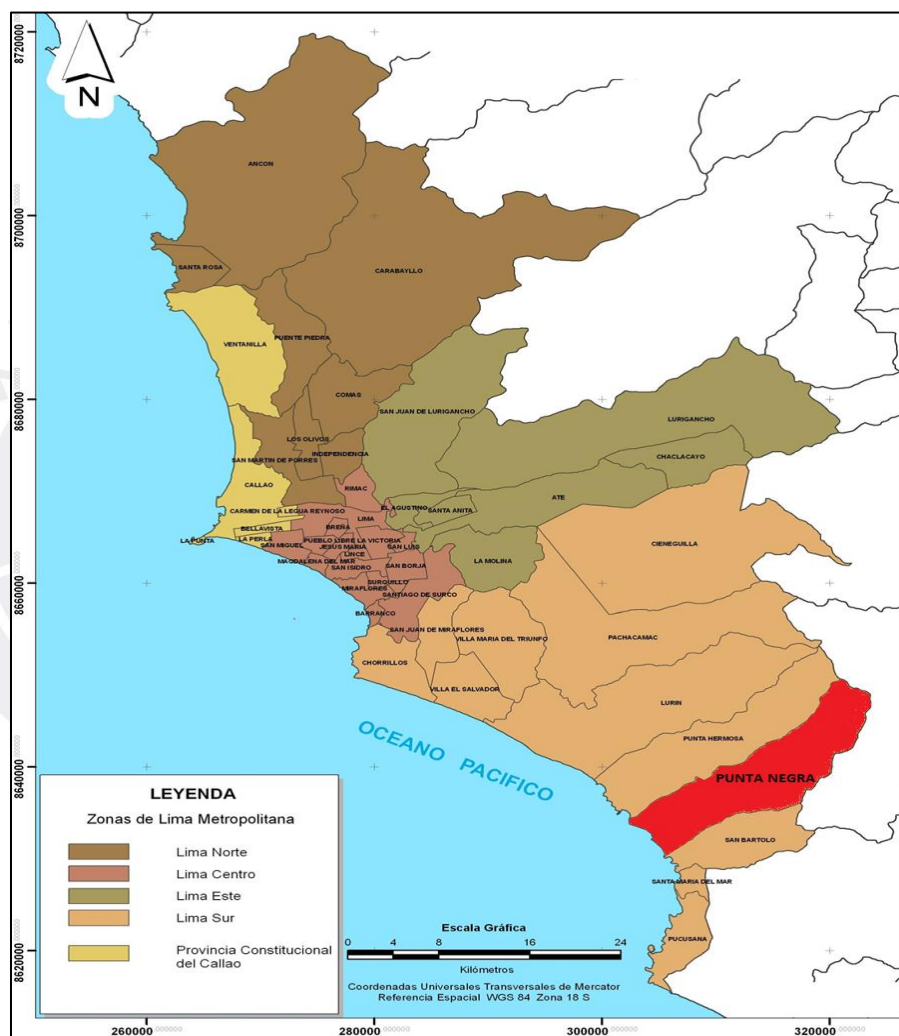 8720000
N
ANCON
8700000
CARABAYLLO
SANTA ROSA
VENTANILLA
PUENTE PIEDRA
COMAS
8680000
SAN JUAN DE LURIGANCHO
LURIGANCHO
LOS OLIVOS
INDEPENDENCIA
SAN MARTIN DE PORRES
CHACLACAYO
CALLAO
RIMAC
ATE
CARMEN DE LA LEGUA REYNOSO
EL AGUSTINO
SANTA ANITA
LIMA
BELLAVISTA
BREÑA
LA PUNTA
LA PERLA
PUEBLO LIBRE
LA VICTORIA
SAN MIGUEL
JESUS MARIA
SAN LUIS
CIENEGUILLA
LINCE
MAGDALENA DEL MAR
SAN ISIDRO
SAN BORJA
LA MOLINA
8660000
SURQUILLO
MIRAFLORES
SANTIAGO DE SURCO
BARRANCO
SAN JUAN DE MIRAFLORES
VILLA MARIA DEL TRIUNFO
PACHACAMAC
CHORRILLOS
VILLA EL SALVADOR
LURIN
PUNTA HERMOSA
OCEANO PACIFICO
8640000
PUNTA NEGRA
SAN BARTOLO
SANTA MARIA DEL MAR
PUCUSANA
8620000
LEYENDA
Zonas de Lima Metropolitana
Lima Norte
Lima Centro
Lima Este
Lima Sur
Provincia Constitucional
del Callao
Escala Gráfica
0 4 8 16 24
Kilómetros
Coordenadas Universales Transversales de Mercator
Referencia Espacial WGS 84 Zona 18 S
260000 280000 300000 320000